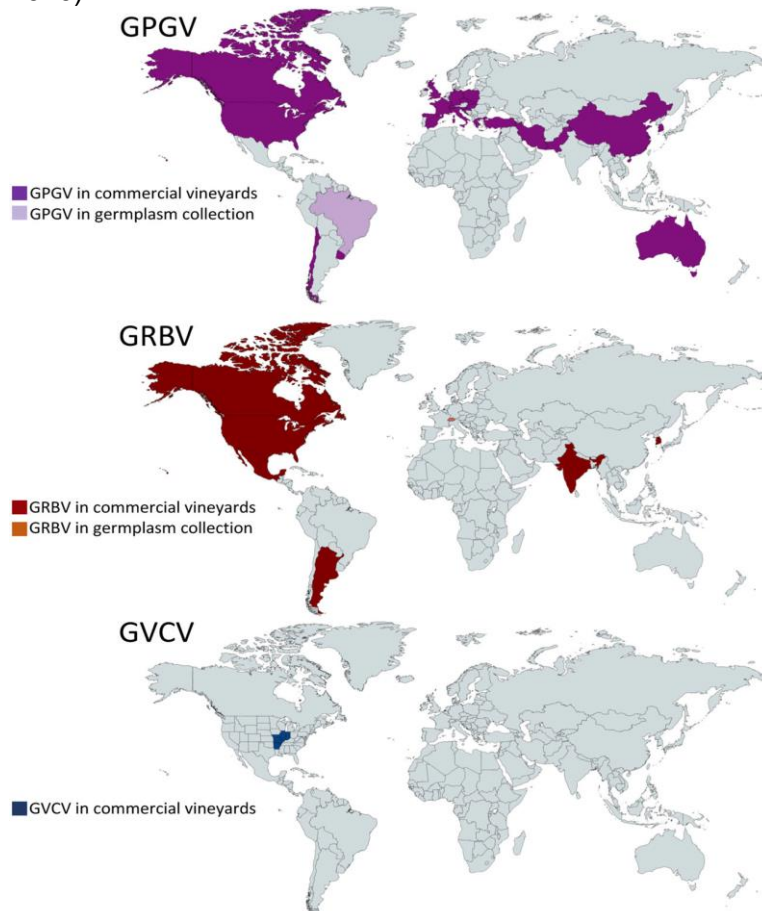 GPGV
GPGV in commercial vineyards
GPGV in germplasm collection
GRBV
GRBV in commercial vineyards
GRBV in germplasm collection
GVCV
GVCV in commercial vineyards